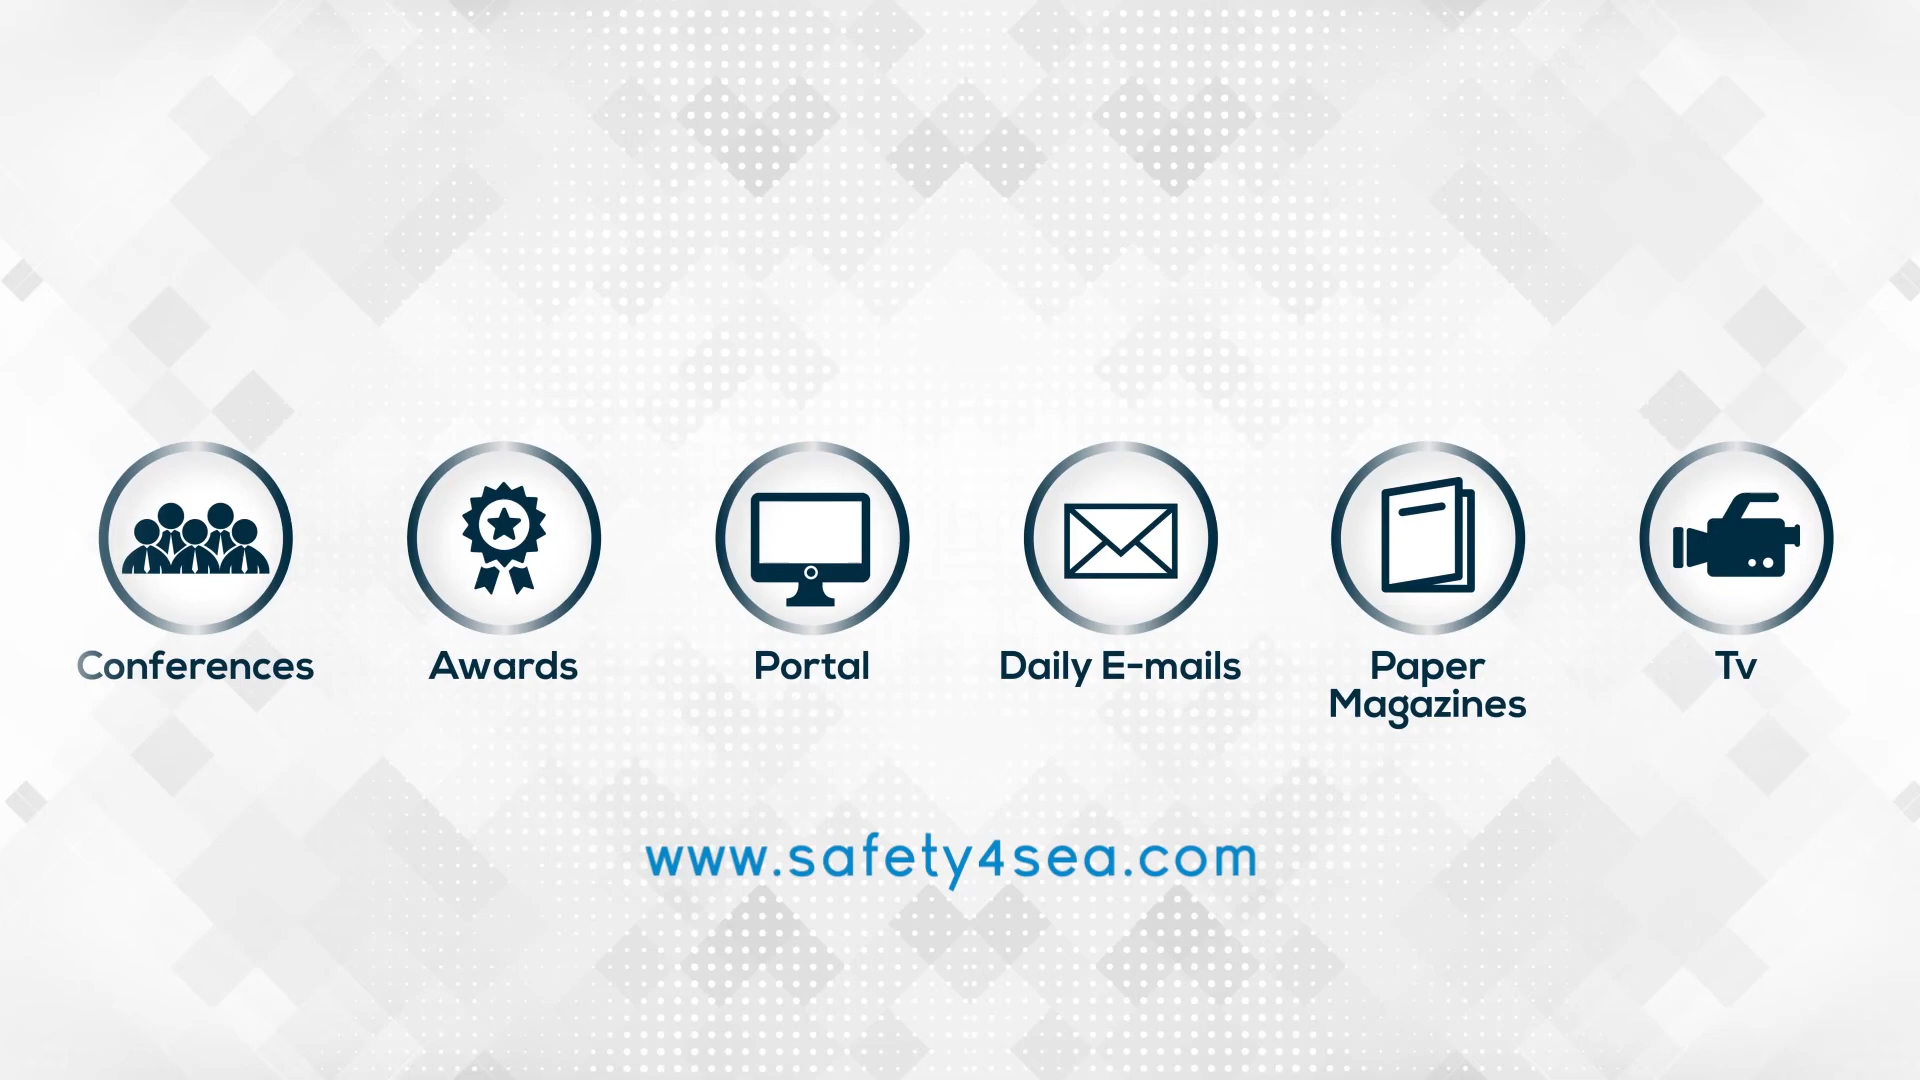 Conferences
Awards
Portal
Daily E-mails
Paper
Magazines
Tv
www.safety4sea.com